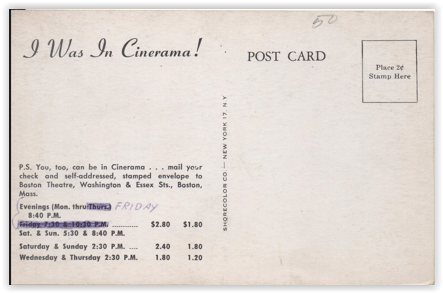 50
I Was In Cinerama!
POST CARD
Place 2¢
Stamp Here
SHORECOLOR CO. — NEW YORK 17, N.Y
P.S. You, too, can be in Cinerama . . . mail your
check and self-addressed, stamped envelope to
Boston Theatre, Washington & Essex Sts., Boston,
Mass.
Evenings (Mon. thru Thurs.) FRIDAY
8:40 P.M.
Friday 7:30 & 10:30 P.M. .......... $2.80 $1.80
Sat. & Sun. 5:30 & 8:40 P.M.
Saturday & Sunday 2:30 P.M. .... 2.40 1.80
Wednesday & Thursday 2:30 P.M. 1.80 1.20